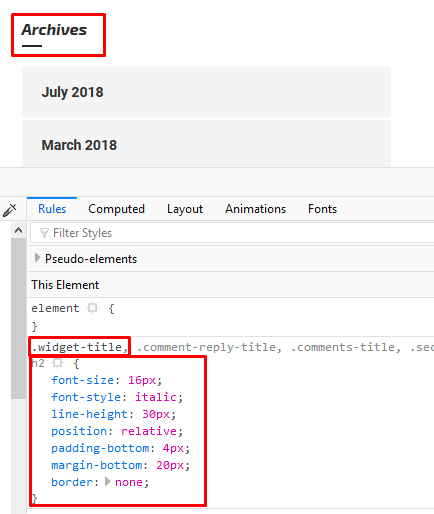 Archives
July 2018
March 2018
Rules Computed Layout Animations Fonts
Filter Styles
Pseudo-elements
This Element
element {
}
.widget-title, .comment-reply-title, .comments-title, .sec
h2 {
font-size: 16px;
font-style: italic;
line-height: 30px;
position: relative;
padding-bottom: 4px;
margin-bottom: 20px;
border: none;
}